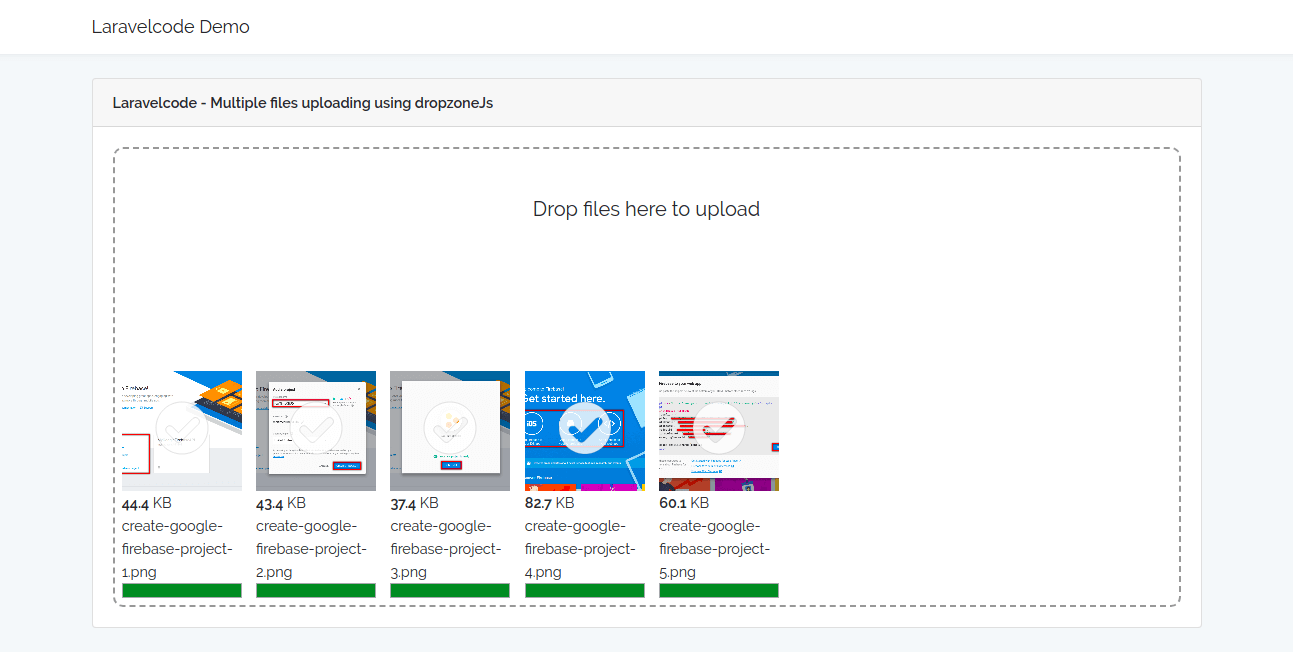 Laravelcode Demo
Laravelcode - Multiple files uploading using dropzoneJs
Drop files here to upload
Get started here.
44.4 KB
create-google-
firebase-project-
1.png
43.4 KB
create-google-
firebase-project-
2.png
37.4 KB
create-google-
firebase-project-
3.png
82.7 KB
create-google-
firebase-project-
4.png
60.1 KB
create-google-
firebase-project-
5.png